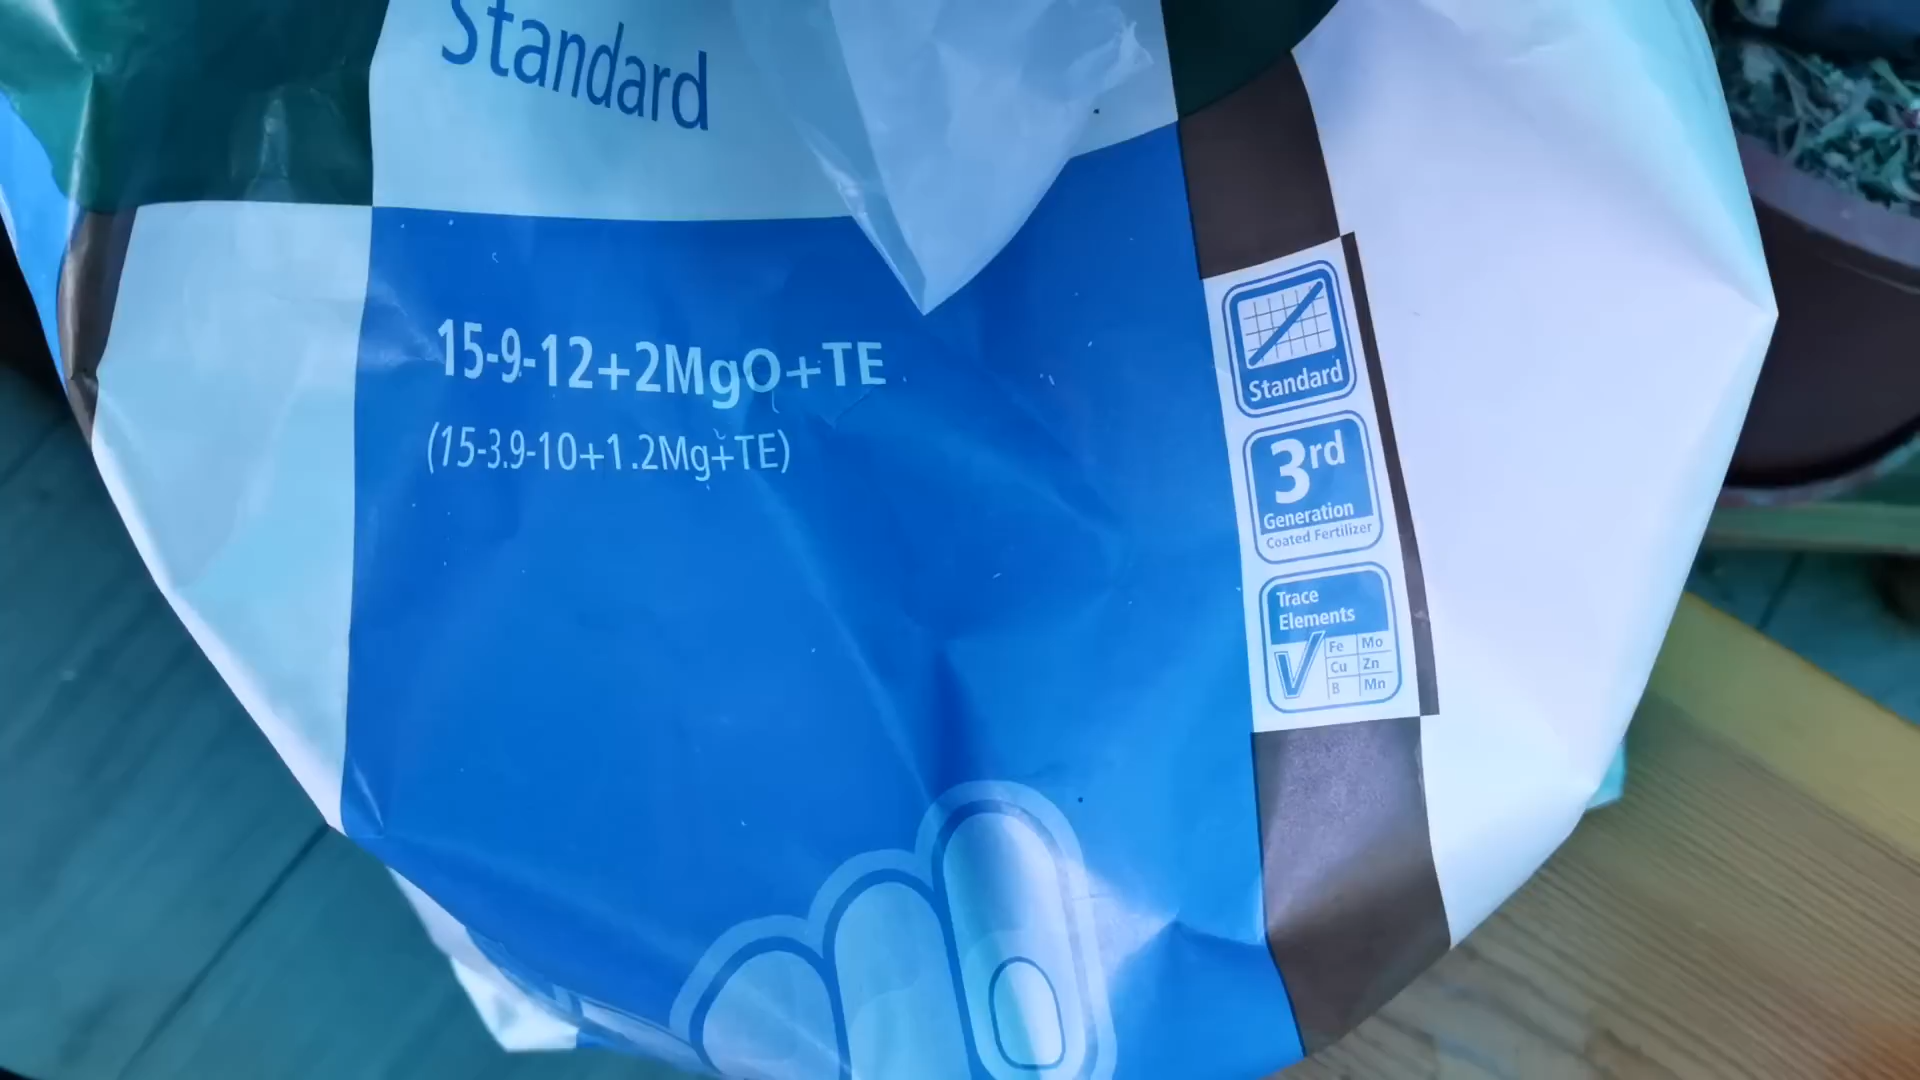 Standard
15-9-12+2MgO+TE
(15-3.9-10+1.2Mg+TE)
Standard
3rd
Generation
Coated Fertilizer
Trace
Elements
Fe Mo
Cu Zn
B Mn